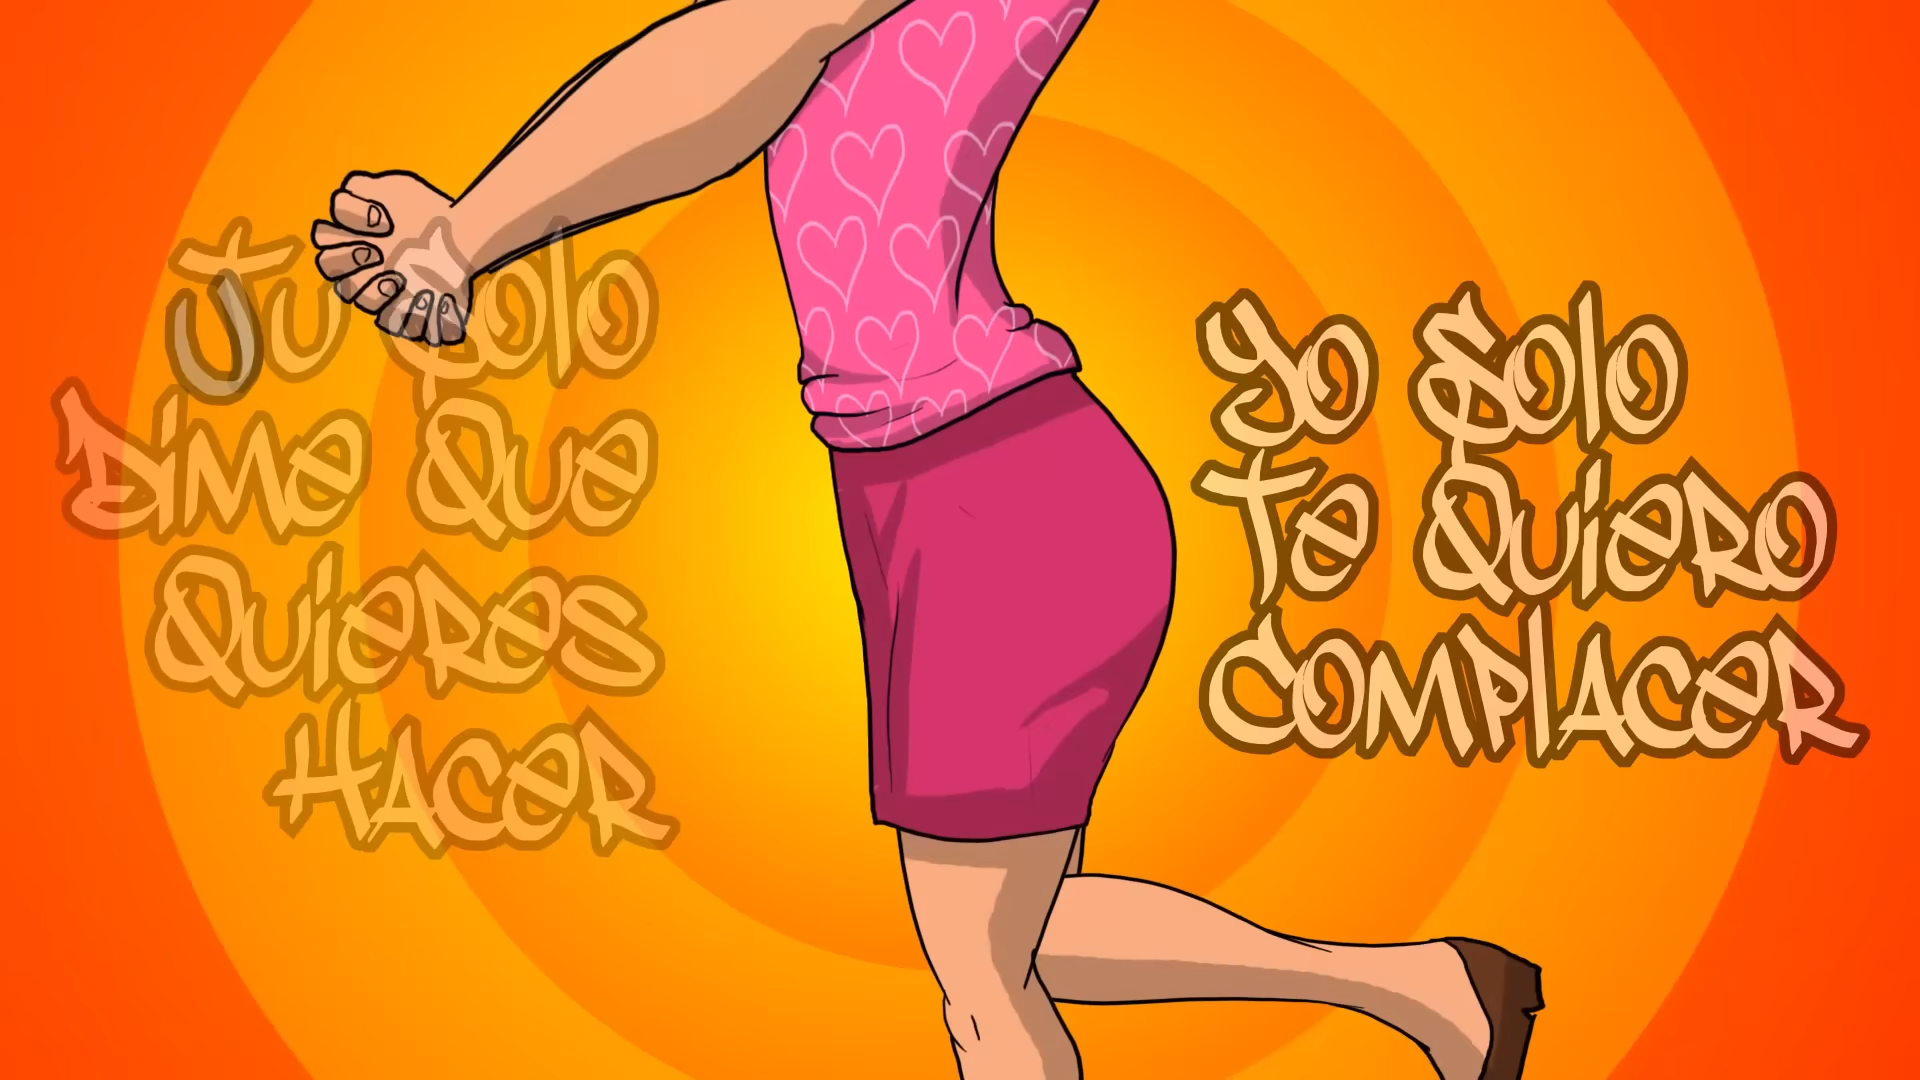 Tu Solo
Dime Que
Quieres
Hacer
Yo Solo
Te Quiero
Complacer